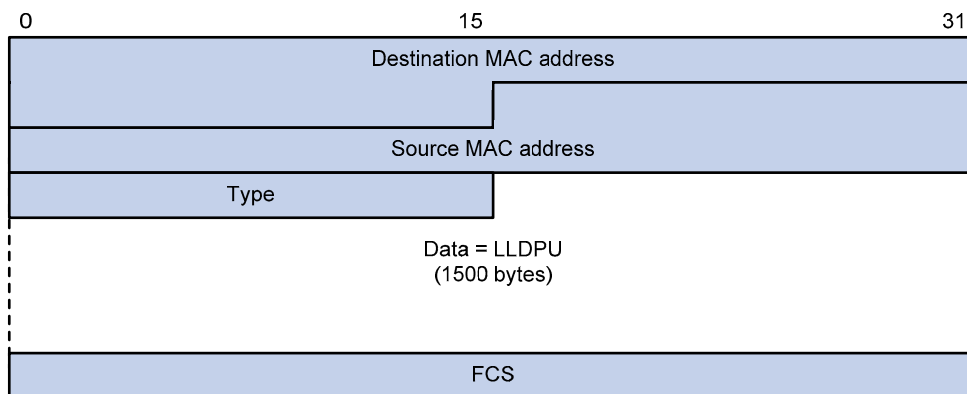 0 15 31
Destination MAC address
Source MAC address
Type
Data = LLDPU
(1500 bytes)
FCS